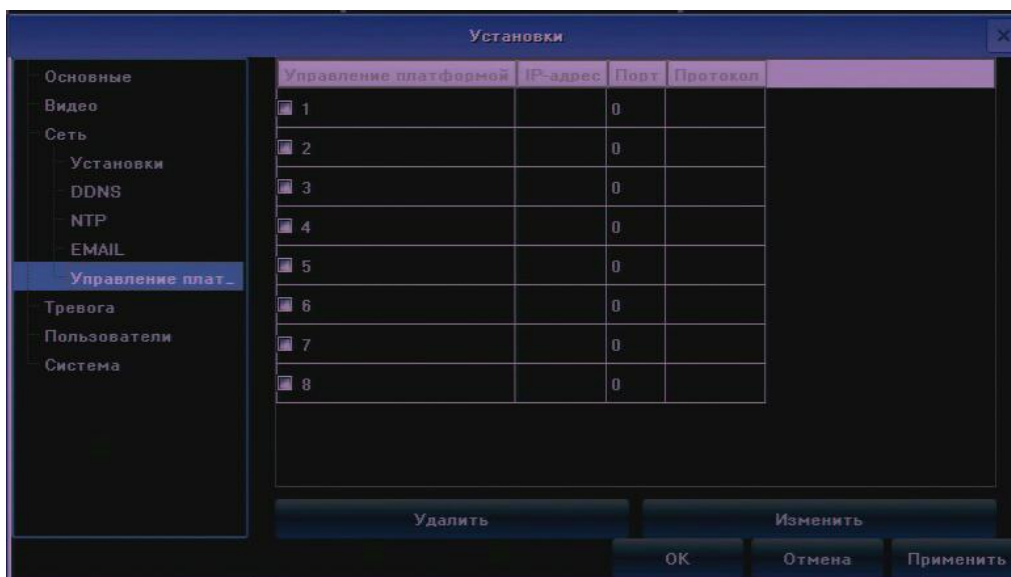 Установки
Основные
Видео
Сеть
Установки
DDNS
NTP
EMAIL
Управление плат_
Тревога
Пользователи
Система
Управление платформой IP-адрес Порт Протокол
1 0
2 0
3 0
4 0
5 0
6 0
7 0
8 0
Удалить Изменить
OK Отмена Применить